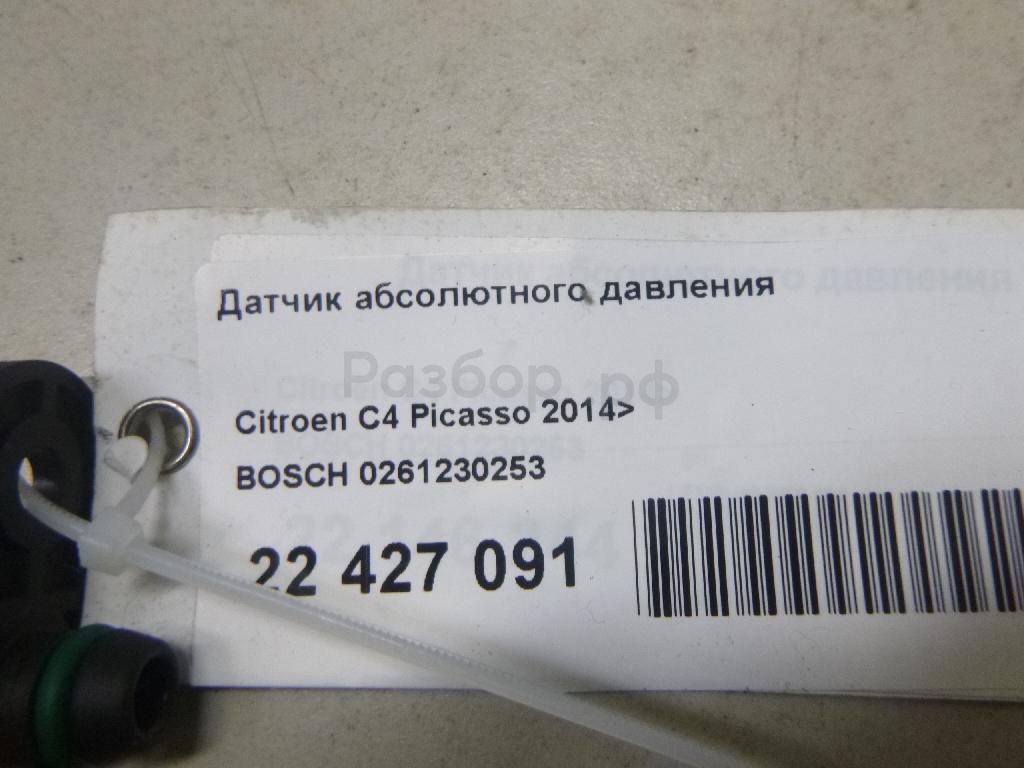 Датчик абсолютного давления
Разбор.рф
Citroen C4 Picasso 2014>
BOSCH 0261230253
22 427 091